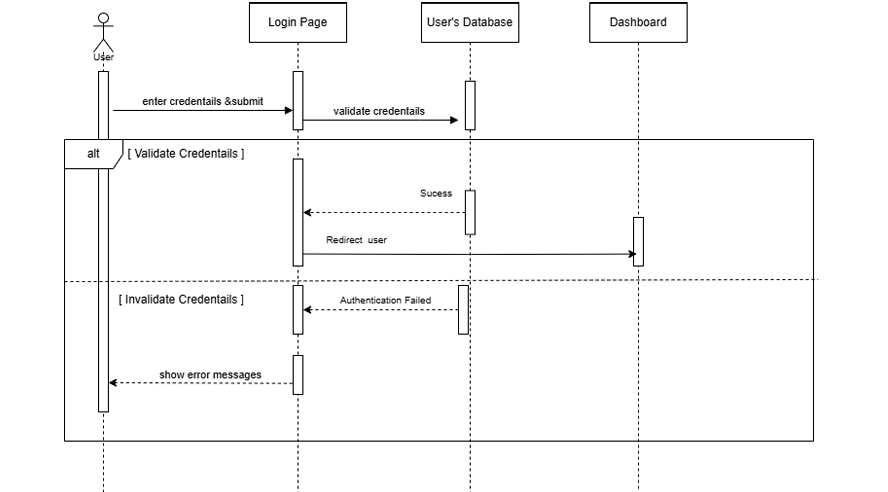 Login Page
User's Database
Dashboard
User
enter credentails &submit
validate credentails
alt
[ Validate Credentails ]
Sucess
Redirect user
[ Invalidate Credentails ]
Authentication Failed
show error messages